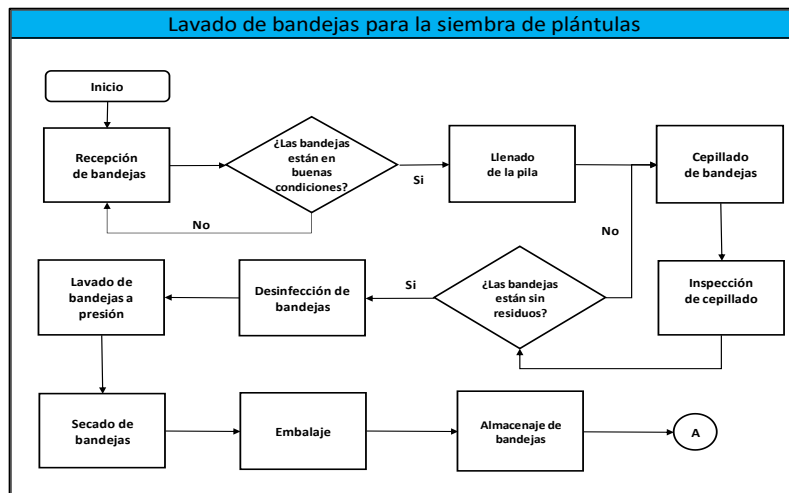 Lavado de bandejas para la siembra de plántulas
Inicio
Recepción
de bandejas
¿Las bandejas
están en
buenas
condiciones?
Si
No
Llenado
de la pila
Cepillado
de bandejas
Inspección
de cepillado
¿Las bandejas
están sin
residuos?
No
Si
Desinfección de
bandejas
Lavado de
bandejas a
presión
Secado de
bandejas
Embalaje
Almacenaje de
bandejas
A